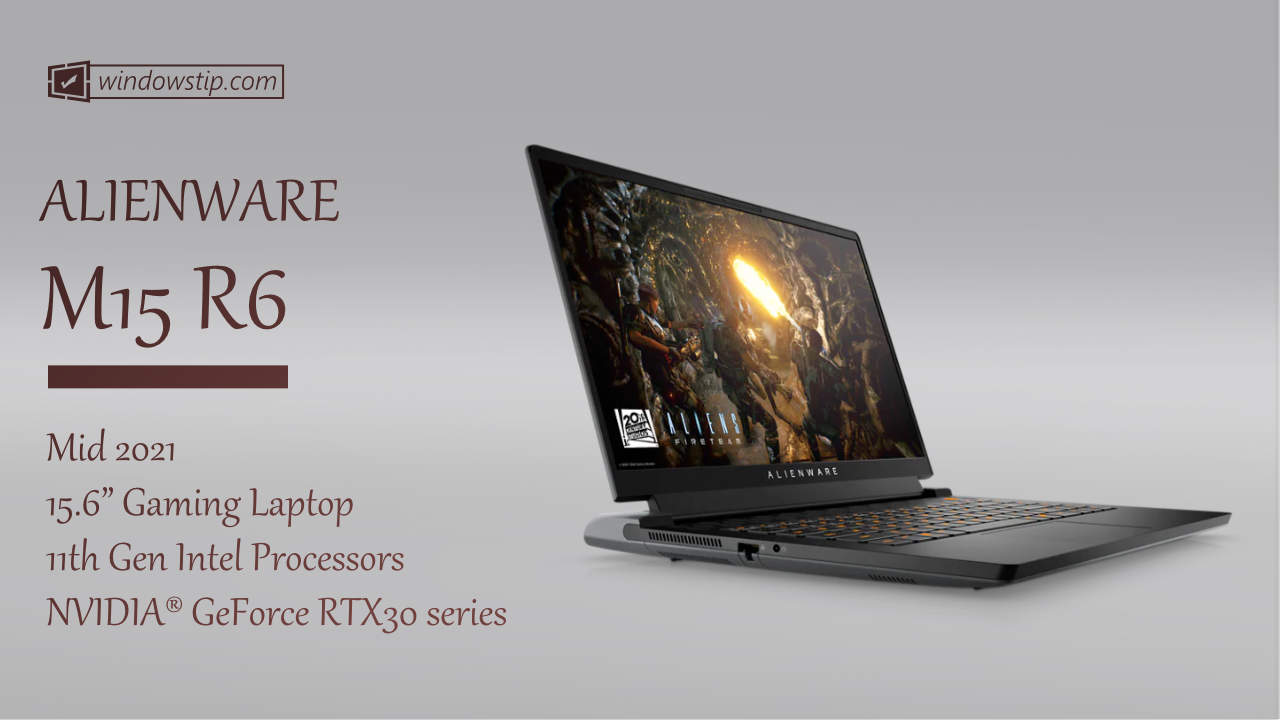 windowstip.com
ALIENWARE
M15 R6
Mid 2021
15.6” Gaming Laptop
11th Gen Intel Processors
NVIDIA® GeForce RTX30 series
20th
ALIENS
FIRETEAM
ALIENWARE